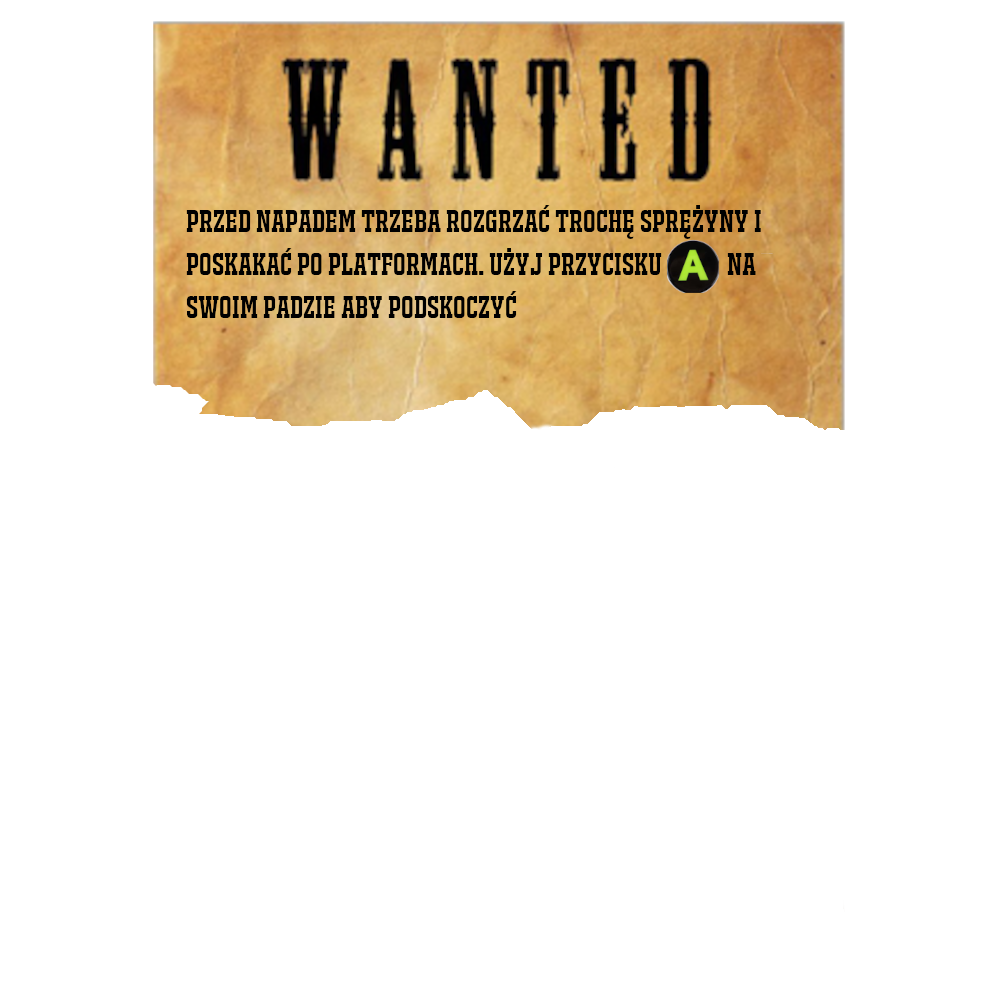 WANTED
PRZED NAPADEM TRZEBA ROZGRZAĆ TROCHĘ SPRĘŻYNY I
POSKAKAĆ PO PLATFORMACH. UŻYJ PRZYCISKU A NA
SWOIM PADZIE ABY PODSKOCZYĆ